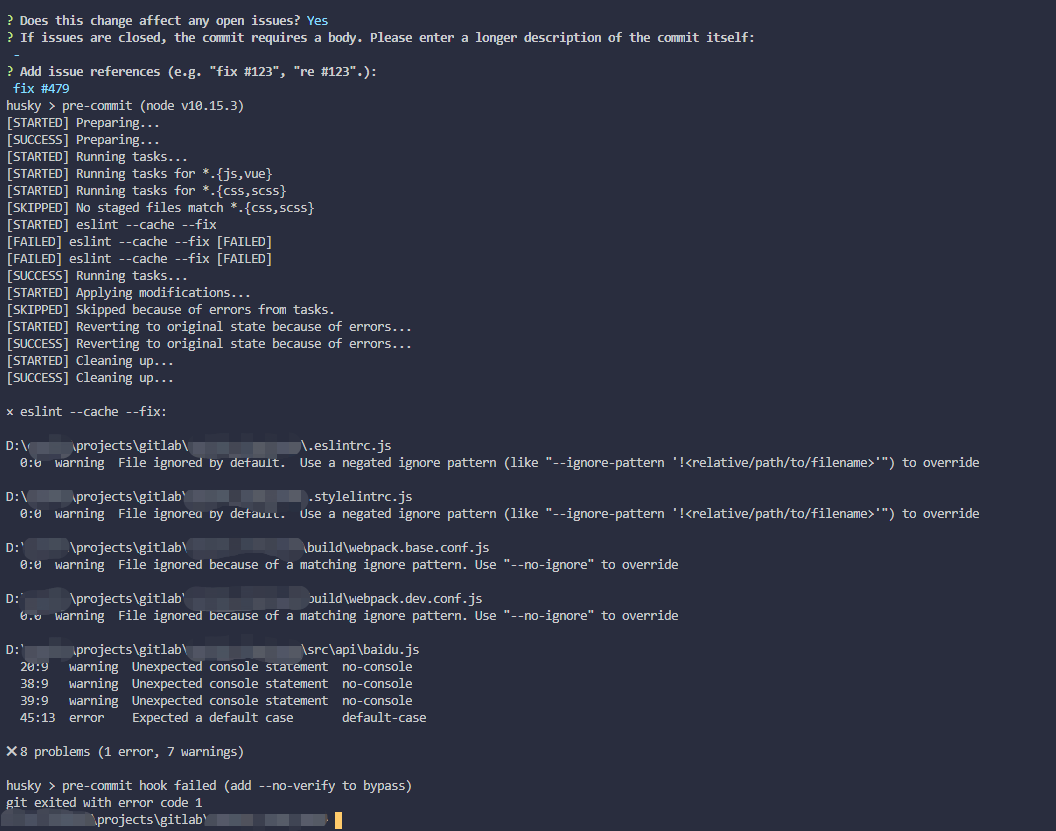 ? Does this change affect any open issues? Yes
? If issues are closed, the commit requires a body. Please enter a longer description of the commit itself:
-
? Add issue references (e.g. "fix #123", "re #123".):
fix #479
husky > pre-commit (node v10.15.3)
[STARTED] Preparing...
[SUCCESS] Preparing...
[STARTED] Running tasks...
[STARTED] Running tasks for *.{js,vue}
[STARTED] Running tasks for *.{css,scss}
[SKIPPED] No staged files match *.{css,scss}
[STARTED] eslint --cache --fix
[FAILED] eslint --cache --fix [FAILED]
[FAILED] eslint --cache --fix [FAILED]
[SUCCESS] Running tasks...
[STARTED] Applying modifications...
[SKIPPED] Skipped because of errors from tasks.
[STARTED] Reverting to original state because of errors...
[SUCCESS] Reverting to original state because of errors...
[STARTED] Cleaning up...
[SUCCESS] Cleaning up...
× eslint --cache --fix:
D:\ \projects\gitlab\ \.eslintrc.js
0:0 warning File ignored by default. Use a negated ignore pattern (like "--ignore-pattern '!<relative/path/to/filename>'") to override
D:\ \projects\gitlab\ .stylelintrc.js
0:0 warning File ignored by default. Use a negated ignore pattern (like "--ignore-pattern '!<relative/path/to/filename>'") to override
D:\ \projects\gitlab\ \build\webpack.base.conf.js
0:0 warning File ignored because of a matching ignore pattern. Use "--no-ignore" to override
D:\ \projects\gitlab\ build\webpack.dev.conf.js
0:0 warning File ignored because of a matching ignore pattern. Use "--no-ignore" to override
D:\ \projects\gitlab\ \src\api\baidu.js
20:9 warning Unexpected console statement no-console
38:9 warning Unexpected console statement no-console
39:9 warning Unexpected console statement no-console
45:13 error Expected a default case default-case
✖ 8 problems (1 error, 7 warnings)
husky > pre-commit hook failed (add --no-verify to bypass)
git exited with error code 1
\projects\gitlab\